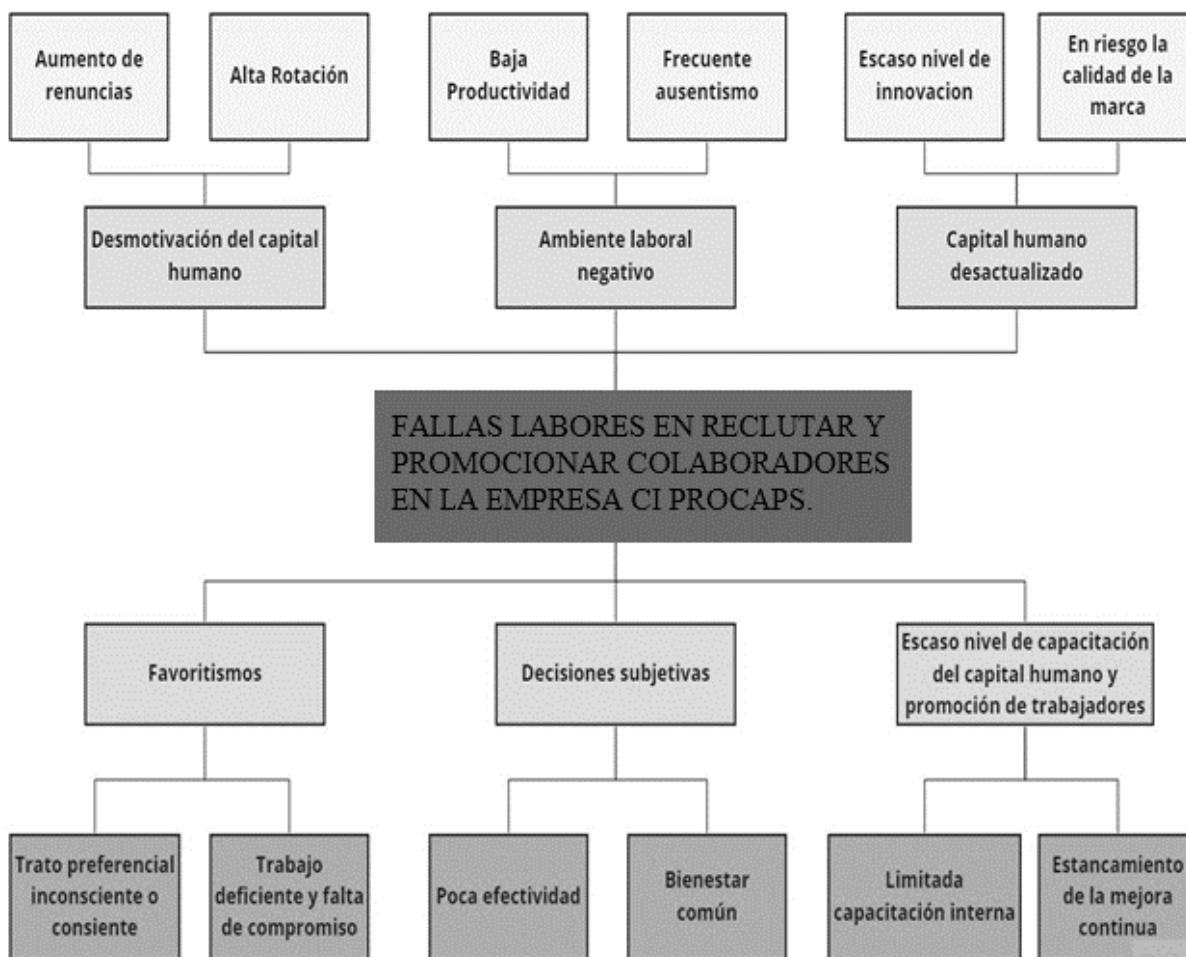 Aumento de
renuncias
Alta Rotación
Baja
Productividad
Frecuente
ausentismo
Escaso nivel de
innovacion
En riesgo la
calidad de la
marca
Desmotivación del capital
humano
Ambiente laboral
negativo
Capital humano
desactualizado
FALLAS LABORES EN RECLUTAR Y
PROMOCIONAR COLABORADORES
EN LA EMPRESA CI PROCAPS.
Favoritismos
Decisiones subjetivas
Escaso nivel de capacitación
del capital humano y
promoción de trabajadores
Trato preferencial
inconsciente o
consiente
Trabajo
deficiente y falta
de compromiso
Poca efectividad
Bienestar
común
Limitada
capacitación interna
Estancamiento
de la mejora
continua